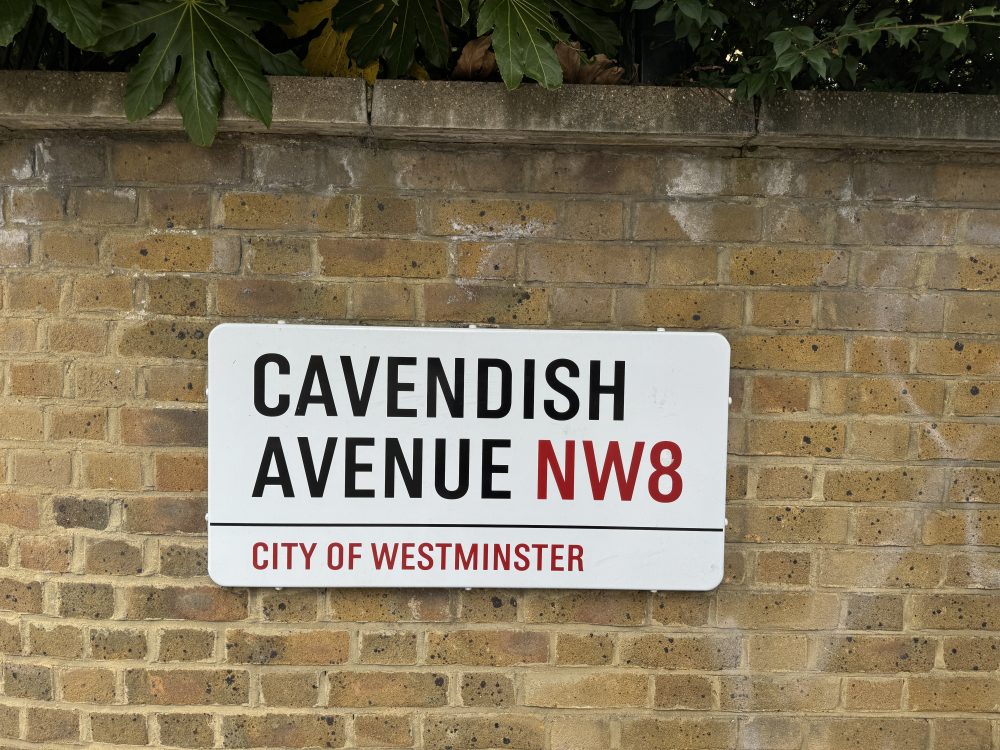 CAVENDISH
AVENUE NW8
CITY OF WESTMINSTER